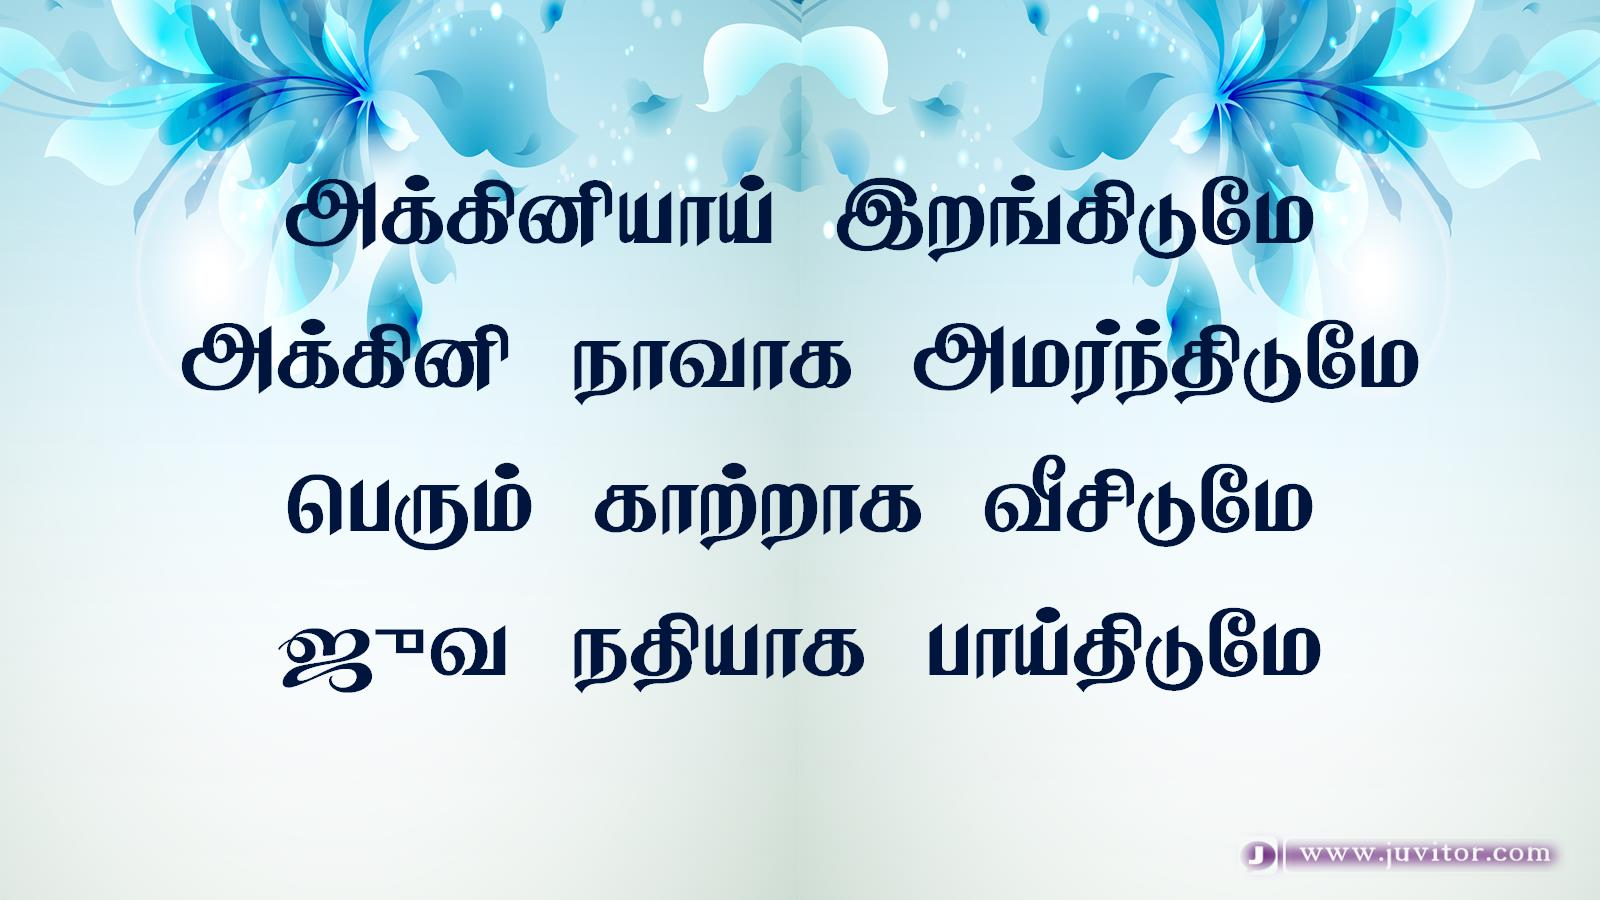 அக்கினியாய் இறங்கிடுமே
அக்கினி நாவாக அமர்ந்திடுமே
பெரும் காற்றாக வீசிடுமே
ஜுவ நதியாக பாய்திடுமே
J www.juvitor.com